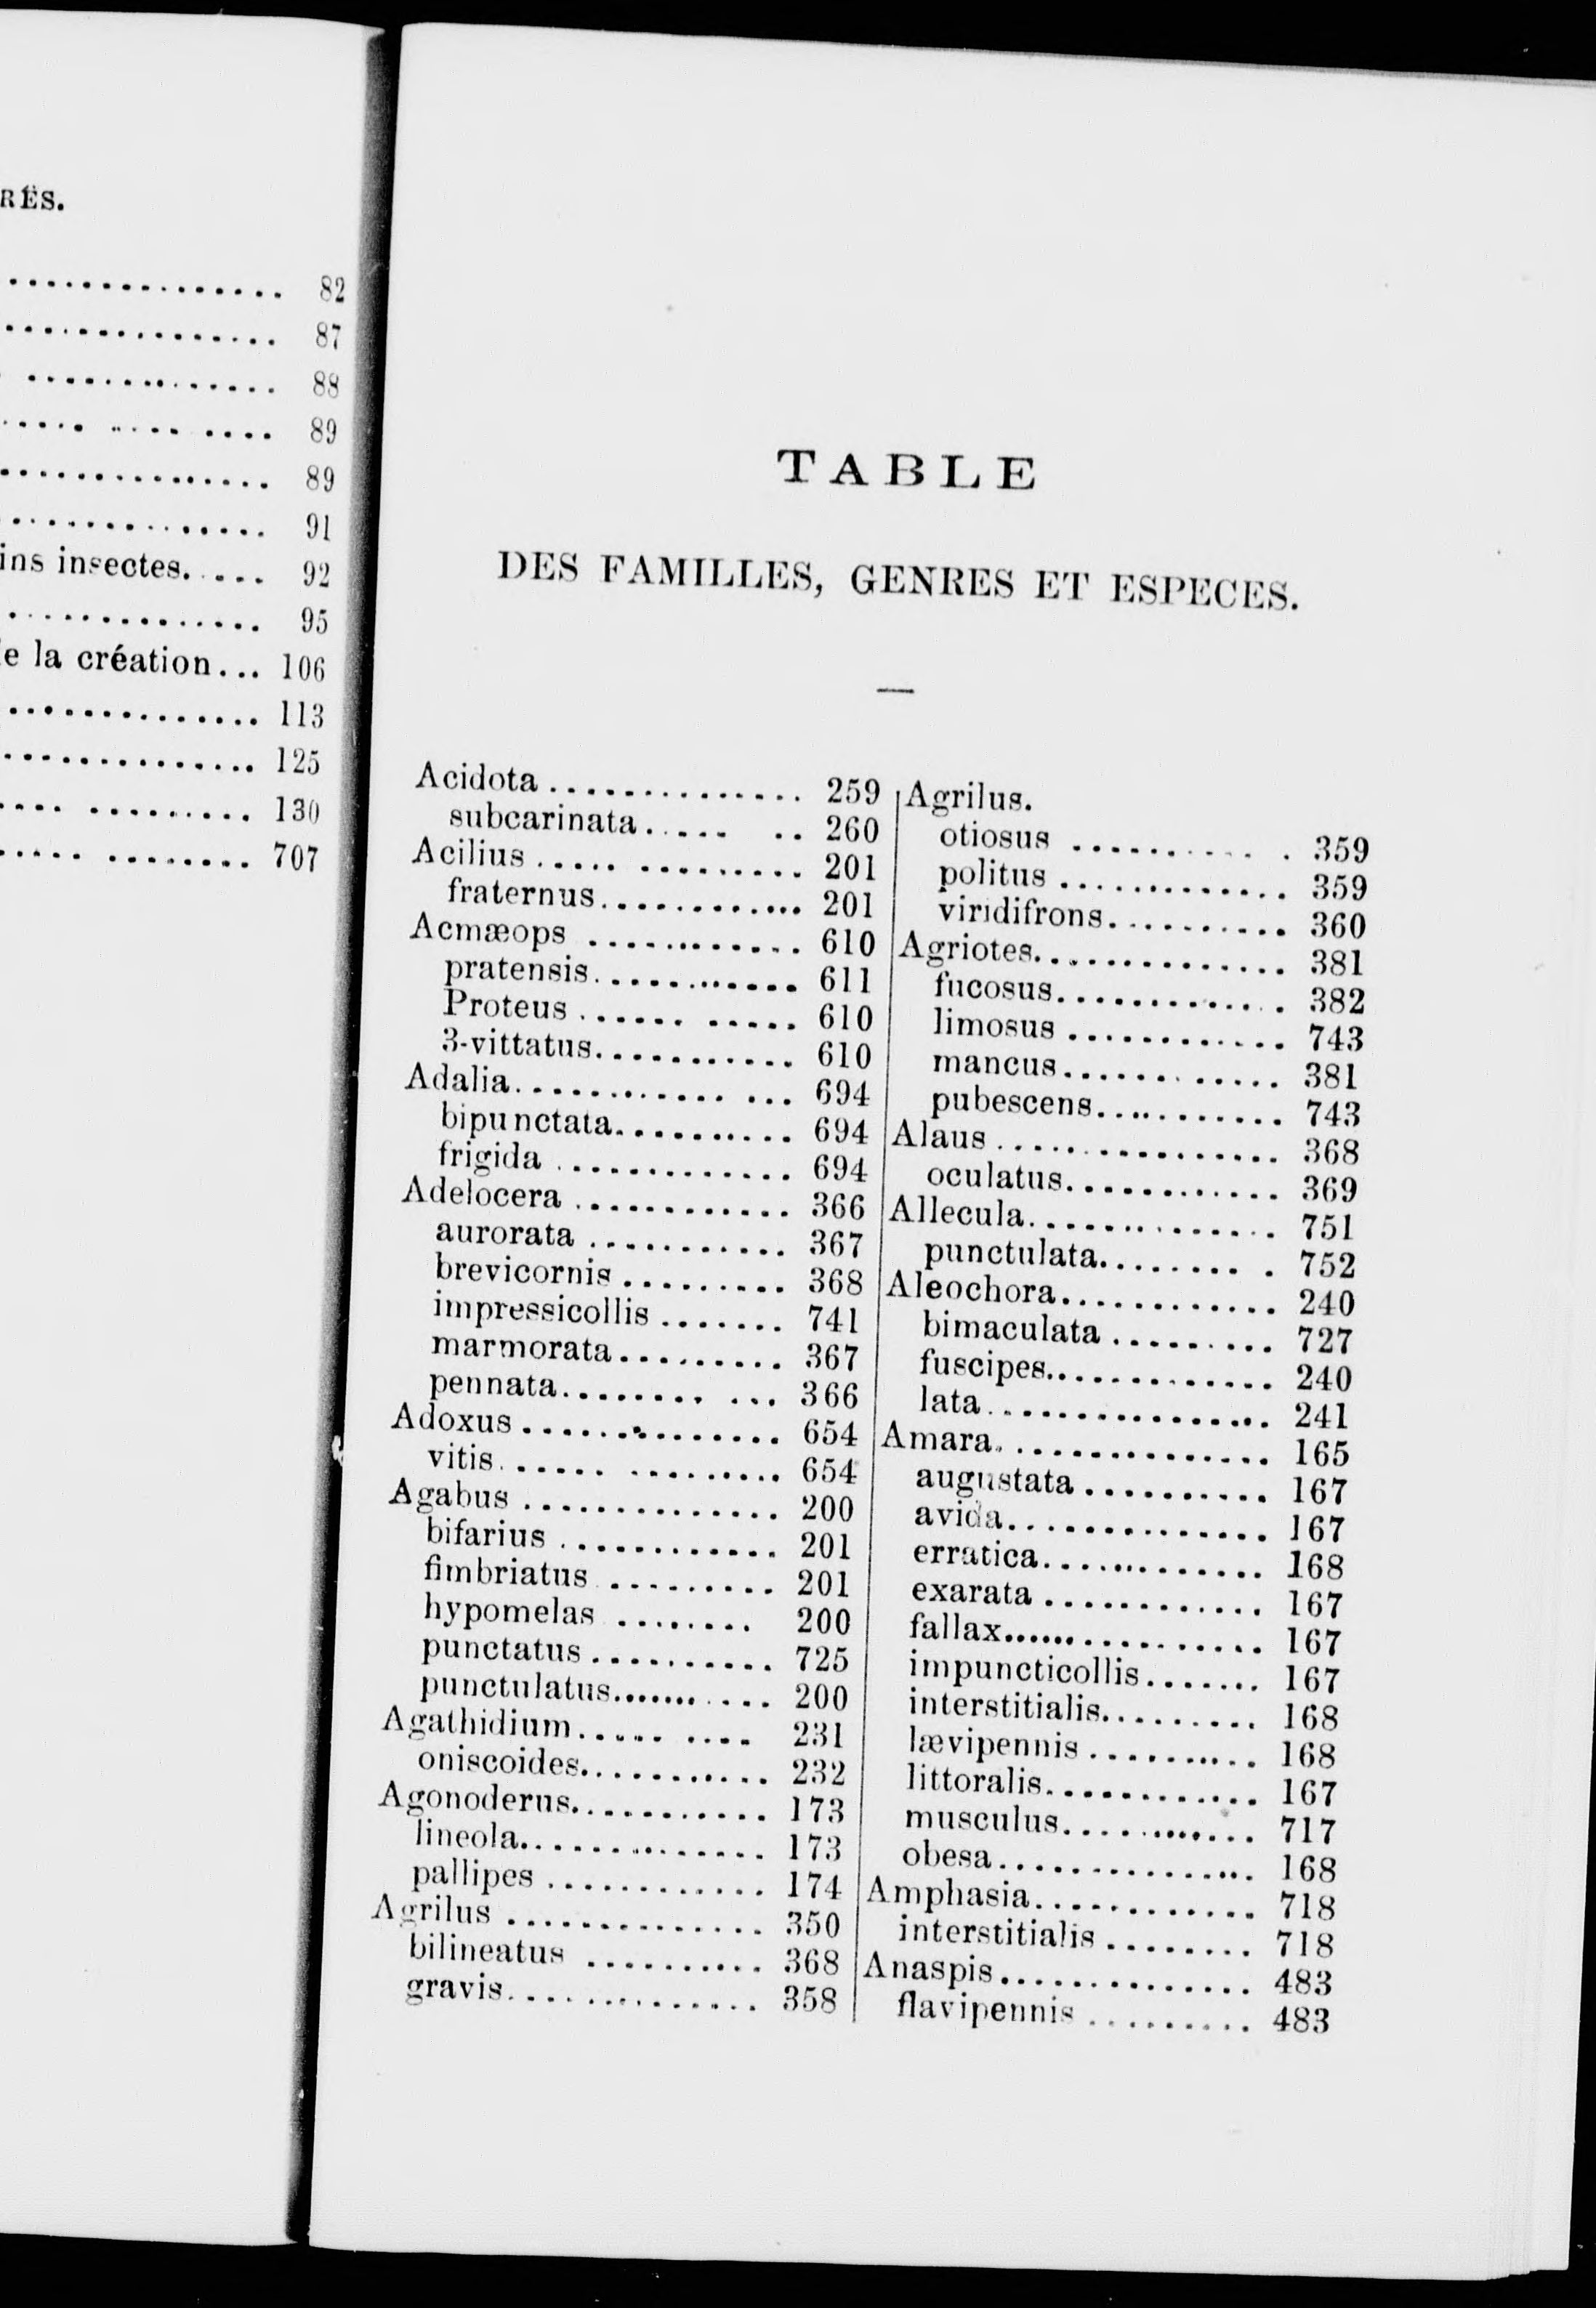 RES.
82
87
88
89
89
91
ins insectes..... 92
95
e la création... 106
113
125
130
707
TABLE
DES FAMILLES, GENRES ET ESPECES.
Acidota .............. 259
subcarinata..... .. 260
Acilius ..... ......... 201
fraternus............ 201
Acmæops ............ 610
pratensis............ 611
Proteus ...... ..... 610
3-vittatus........... 610
Adalia............ ... 694
bipunctata.......... 694
frigida ............. 694
Adelocera ............ 366
aurorata ........... 367
brevicornis ......... 368
impressicollis ....... 741
marmorata......... 367
pennata........ ... 366
Adoxus .............. 654
vitis...... ......... 654
Agabus .............. 200
bifarius ............ 201
fimbriatus ......... 201
hypomelas ........ 200
punctatus .......... 725
punctulatus........... 200
Agathidium..... .... 231
oniscoides........... 232
Agonoderus........... 173
lineola.............. 173
pallipes ............ 174
Agrilus .............. 350
bilineatus .......... 368
gravis.............. 358
Agrilus.
otiosus ............ 359
politus ............. 359
viridifrons.......... 360
Agriotes.............. 381
fucosus............. 382
limosus ............ 743
mancus............ 381
pubescens........... 743
Alaus ................ 368
oculatus............ 369
Allecula.............. 751
punctulata........ . 752
Aleochora............ 240
bimaculata ......... 727
fuscipes............. 240
lata................ 241
Amara............... 165
augustata .......... 167
avida............... 167
erratica............. 168
exarata ............ 167
fallax............... 167
impuncticollis....... 167
interstitialis......... 168
lævipennis .......... 168
littoralis............ 167
musculus........... 717
obesa............... 168
Amphasia............ 718
interstitialis ........ 718
Anaspis.............. 483
flavipennis ......... 483